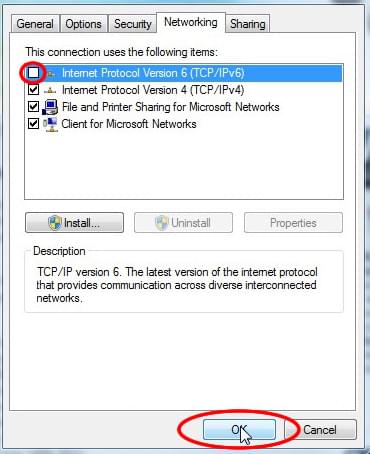 General Options Security Networking Sharing
This connection uses the following items:
Internet Protocol Version 6 (TCP/IPv6)
Internet Protocol Version 4 (TCP/IPv4)
File and Printer Sharing for Microsoft Networks
Client for Microsoft Networks
Install... Uninstall Properties
Description
TCP/IP version 6. The latest version of the internet protocol
that provides communication across diverse interconnected
networks.
OK Cancel